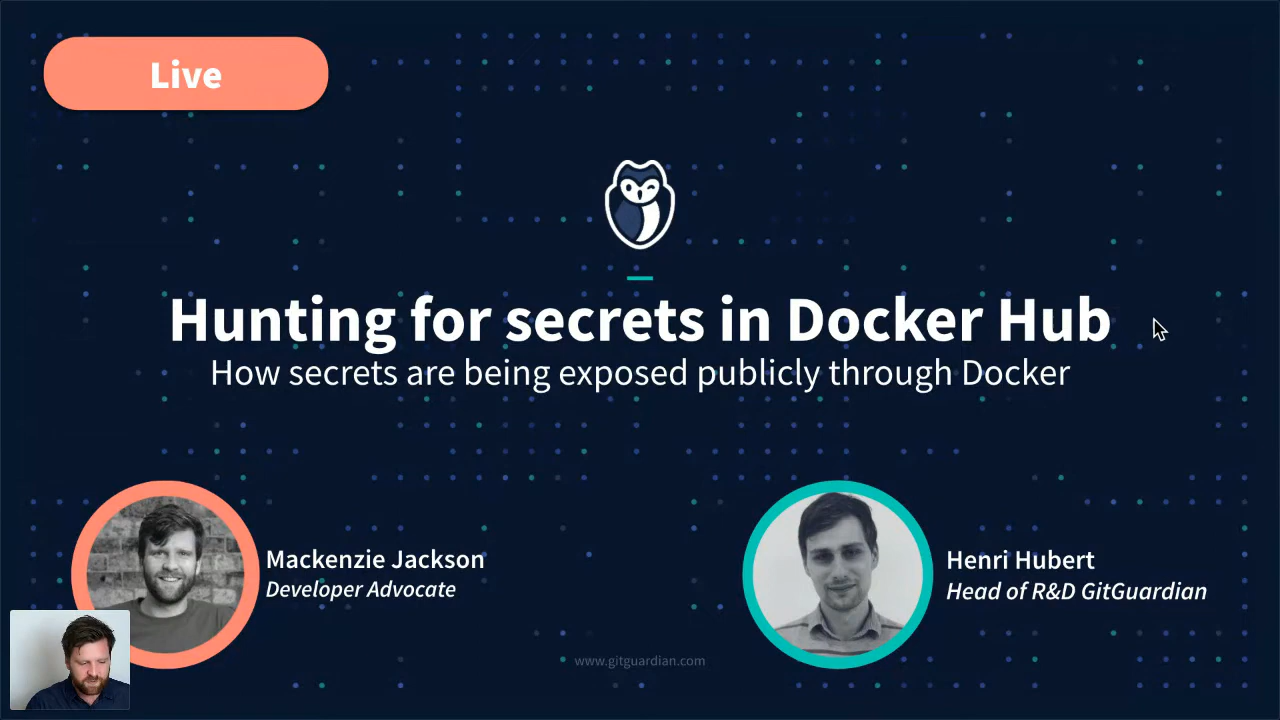 Live
Hunting for secrets in Docker Hub
How secrets are being exposed publicly through Docker
Mackenzie Jackson
Developer Advocate
Henri Hubert
Head of R&D GitGuardian
www.gitguardian.com